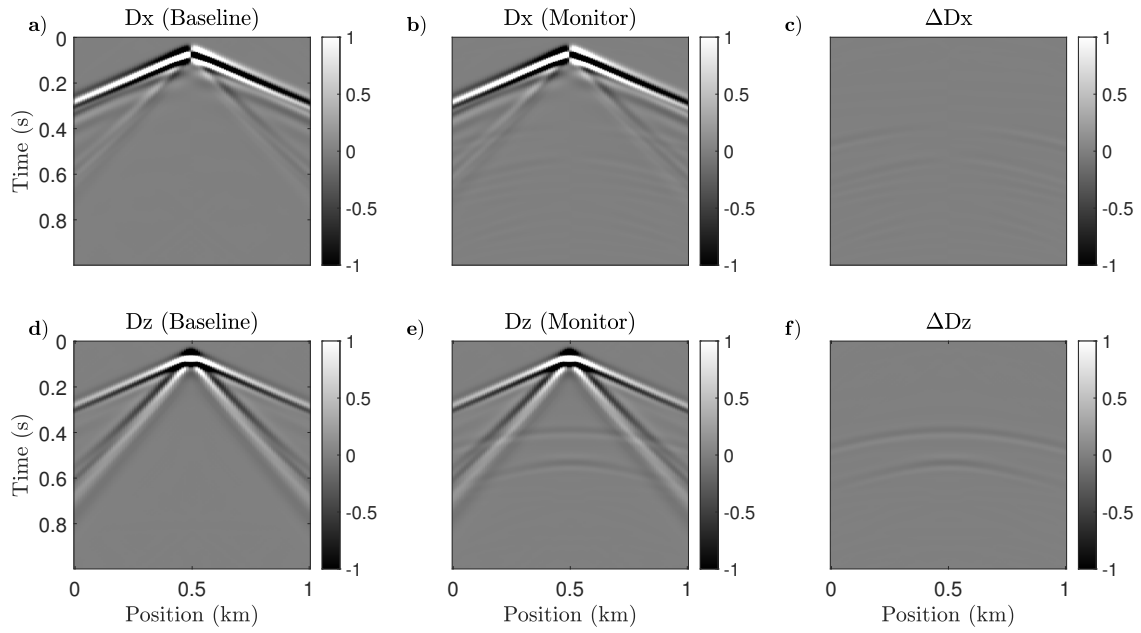 a) Dx (Baseline) b) Dx (Monitor) c) ΔDx
0 1 1 1
0.2 0.5 0.5 0.5
0.4 0 0 0
0.6 -0.5 -0.5 -0.5
0.8 -1 -1 -1
Time (s)
d) Dz (Baseline) e) Dz (Monitor) f) ΔDz
0 1 1 1
0.2 0.5 0.5 0.5
0.4 0 0 0
0.6 -0.5 -0.5 -0.5
0.8 -1 -1 -1
Time (s)
0 0.5 1 0 0.5 1 0 0.5 1
Position (km) Position (km) Position (km)